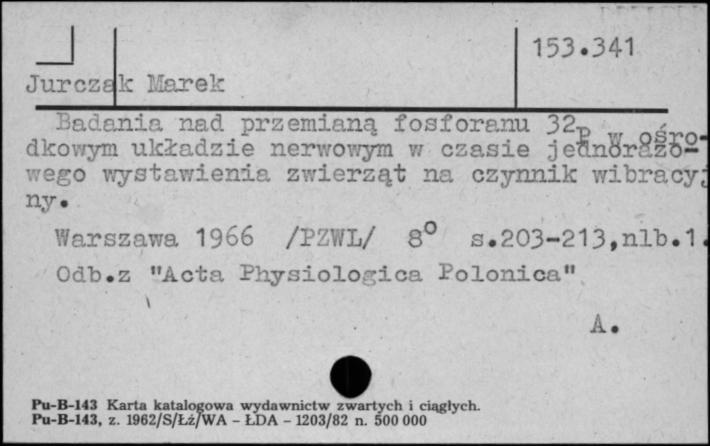 153.341
Jurczak Marek
Badania nad przemianą fosforanu 32p w ośro-
dkowym układzie nerwowym w czasie jednorazo-
wego wystawienia zwierząt na czynnik wibracyj
ny.
Warszawa 1966 /PZWL/ 8° s.203-213,nlb.1.
Odb.z "Acta Physiologica Polonica"
A.
Pu-B-143 Karta katalogowa wydawnictw zwartych i ciągłych.
Pu-B-143, z. 1962/S/Łż/WA - ŁDA - 1203/82 n. 500 000